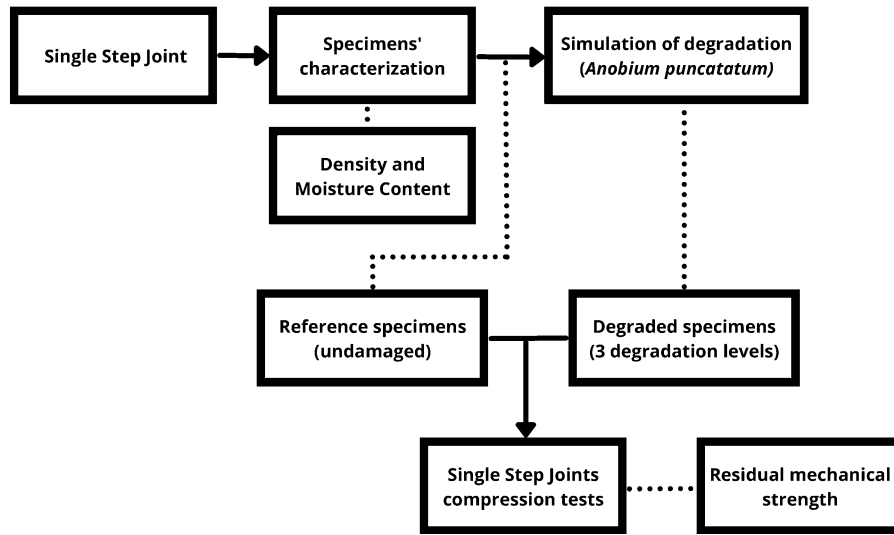 Single Step Joint
Specimens'
characterization
Simulation of degradation
(Anobium puncatatum)
Density and
Moisture Content
Reference specimens
(undamaged)
Degraded specimens
(3 degradation levels)
Single Step Joints
compression tests
Residual mechanical
strength